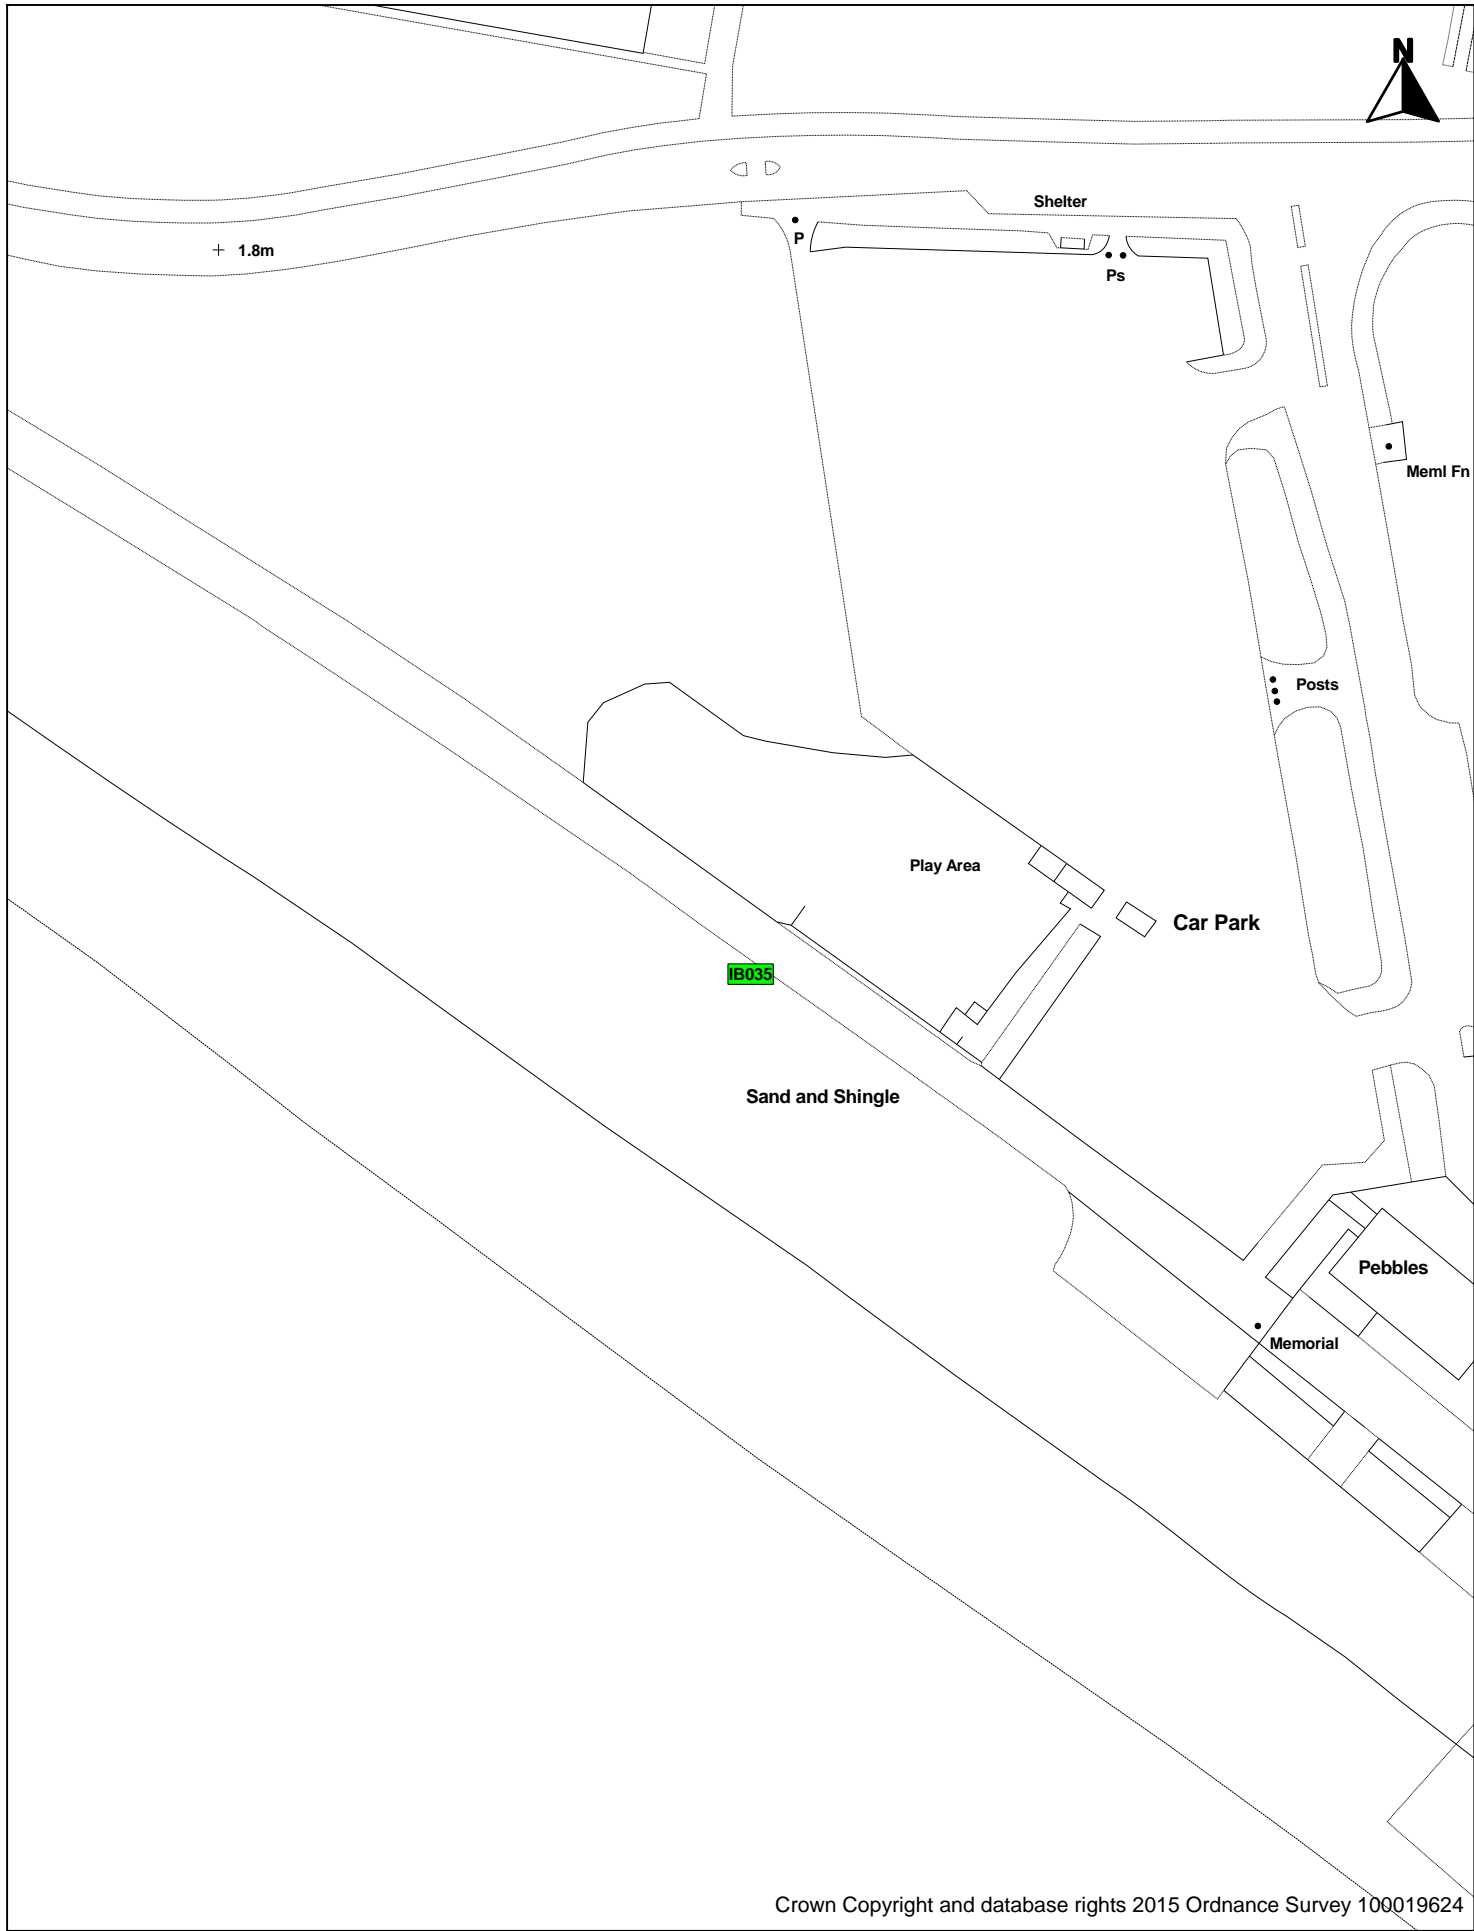 N
Shelter
P
1.8m
Ps
Meml Fn
Posts
Play Area
Car Park
IB035
Sand and Shingle
Pebbles
Memorial
Crown Copyright and database rights 2015 Ordnance Survey 100019624